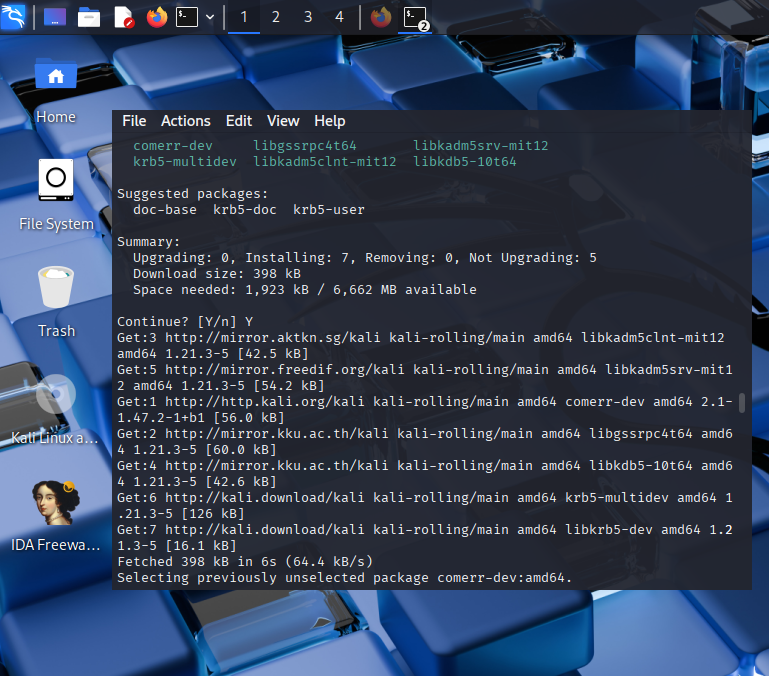 1 2 3 4 2
Home
File System
Trash
Kali Linux a...
IDA Freewa...
File Actions Edit View Help
comerr-dev libgssrpc4t64 libkadm5srv-mit12
krb5-multidev libkadm5clnt-mit12 libkdb5-10t64
Suggested packages:
doc-base krb5-doc krb5-user
Summary:
Upgrading: 0, Installing: 7, Removing: 0, Not Upgrading: 5
Download size: 398 kB
Space needed: 1,923 kB / 6,662 MB available
Continue? [Y/n] Y
Get:3 http://mirror.aktkn.sg/kali kali-rolling/main amd64 libkadm5clnt-mit12
amd64 1.21.3-5 [42.5 kB]
Get:5 http://mirror.freedif.org/kali kali-rolling/main amd64 libkadm5srv-mit1
2 amd64 1.21.3-5 [54.2 kB]
Get:1 http://http.kali.org/kali kali-rolling/main amd64 comerr-dev amd64 2.1-
1.47.2-1+b1 [56.0 kB]
Get:2 http://mirror.kku.ac.th/kali kali-rolling/main amd64 libgssrpc4t64 amd6
4 1.21.3-5 [60.0 kB]
Get:4 http://mirror.kku.ac.th/kali kali-rolling/main amd64 libkdb5-10t64 amd6
4 1.21.3-5 [42.6 kB]
Get:6 http://kali.download/kali kali-rolling/main amd64 krb5-multidev amd64 1
.21.3-5 [126 kB]
Get:7 http://kali.download/kali kali-rolling/main amd64 libkrb5-dev amd64 1.2
1.3-5 [16.1 kB]
Fetched 398 kB in 6s (64.4 kB/s)
Selecting previously unselected package comerr-dev:amd64.